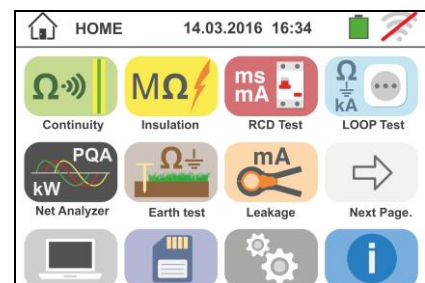 HOME 14.03.2016 16:34
Ω MΩ ms mA Ω kA
Continuity Insulation RCD Test LOOP Test
PQA kW Ω mA
Net Analyzer Earth test Leakage Next Page.
i